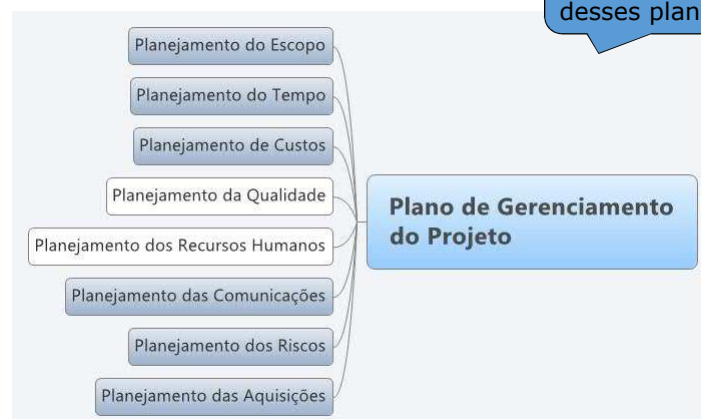 desses plan
Planejamento do Escopo
Planejamento do Tempo
Planejamento de Custos
Planejamento da Qualidade
Planejamento dos Recursos Humanos
Planejamento das Comunicações
Planejamento dos Riscos
Planejamento das Aquisições
Plano de Gerenciamento
do Projeto